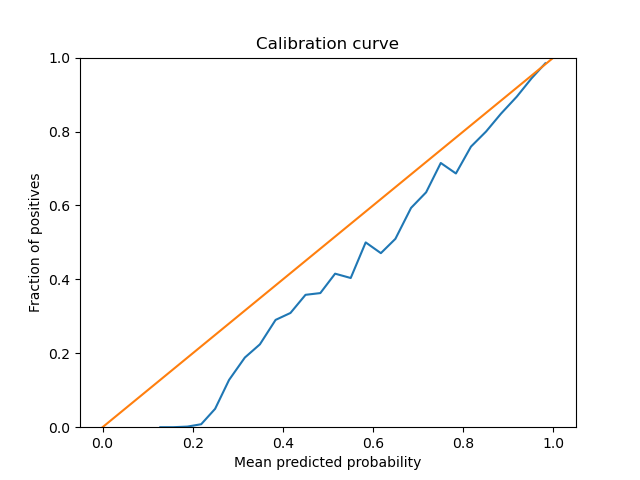 Calibration curve
1.0
0.8
0.6
0.4
0.2
0.0
Fraction of positives
0.0 0.2 0.4 0.6 0.8 1.0
Mean predicted probability